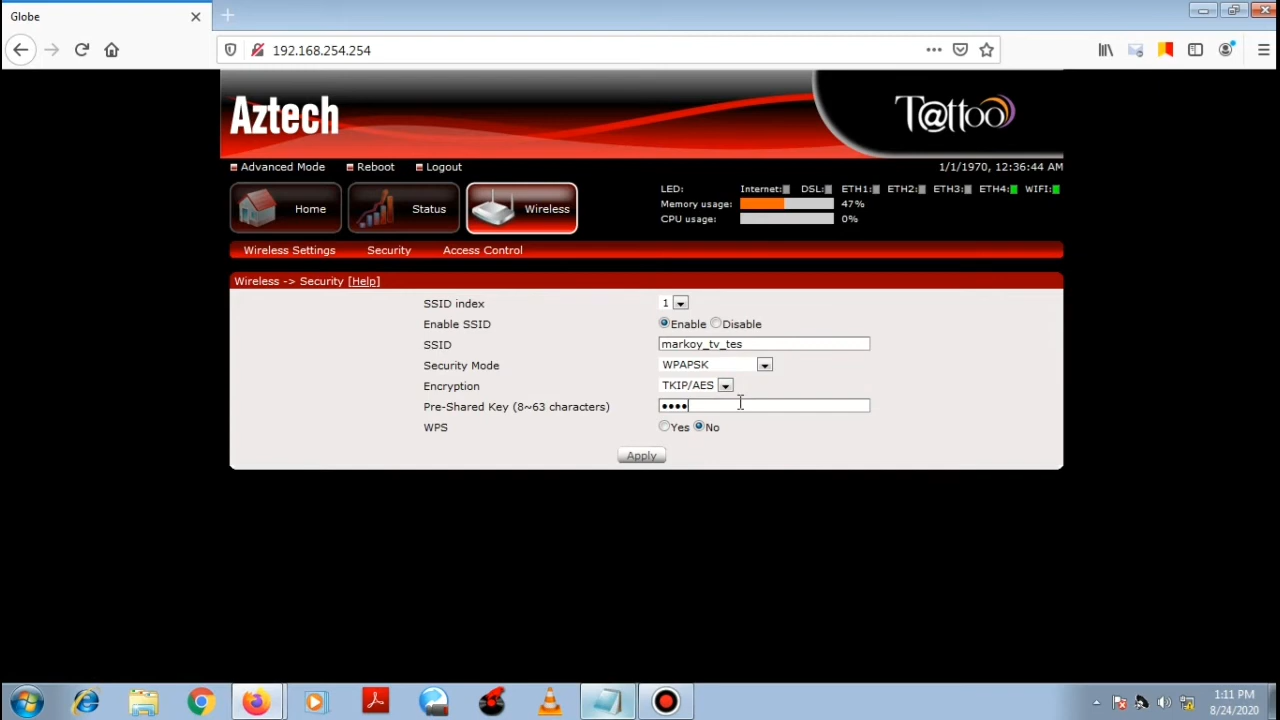 Globe
192.168.254.254
Aztech
T@ttoo
Advanced Mode Reboot Logout 1/1/1970, 12:36:44 AM
Home Status Wireless
LED: Internet: DSL: ETH1: ETH2: ETH3: ETH4: WIFI:
Memory usage: 47%
CPU usage: 0%
Wireless Settings Security Access Control
Wireless -> Security [Help]
SSID index 1
Enable SSID Enable Disable
SSID markoy_tv_tes
Security Mode WPAPSK
Encryption TKIP/AES
Pre-Shared Key (8~63 characters) ••••
WPS Yes No
Apply
1:11 PM
8/24/2020